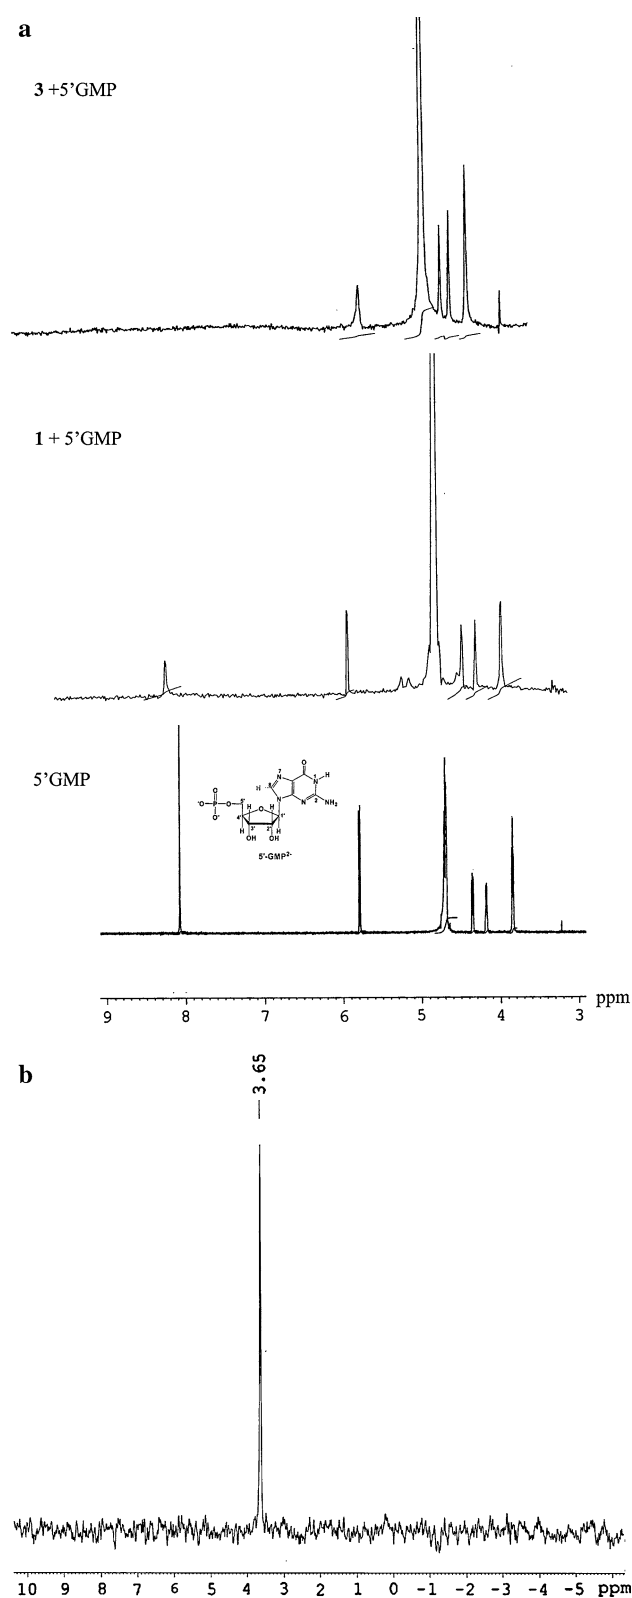 a
3 +5'GMP
1 + 5'GMP
5'GMP
O
N 7
N 1
H
H
8
N
N
2
NH2
O
-O P O
O-
5'
H
O
H
4'
1'
H
3'
2'
H
OH
OH
5'-GMP2-
ppm
9 8 7 6 5 4 3
b
3.65
10 9 8 7 6 5 4 3 2 1 0 -1 -2 -3 -4 -5 ppm